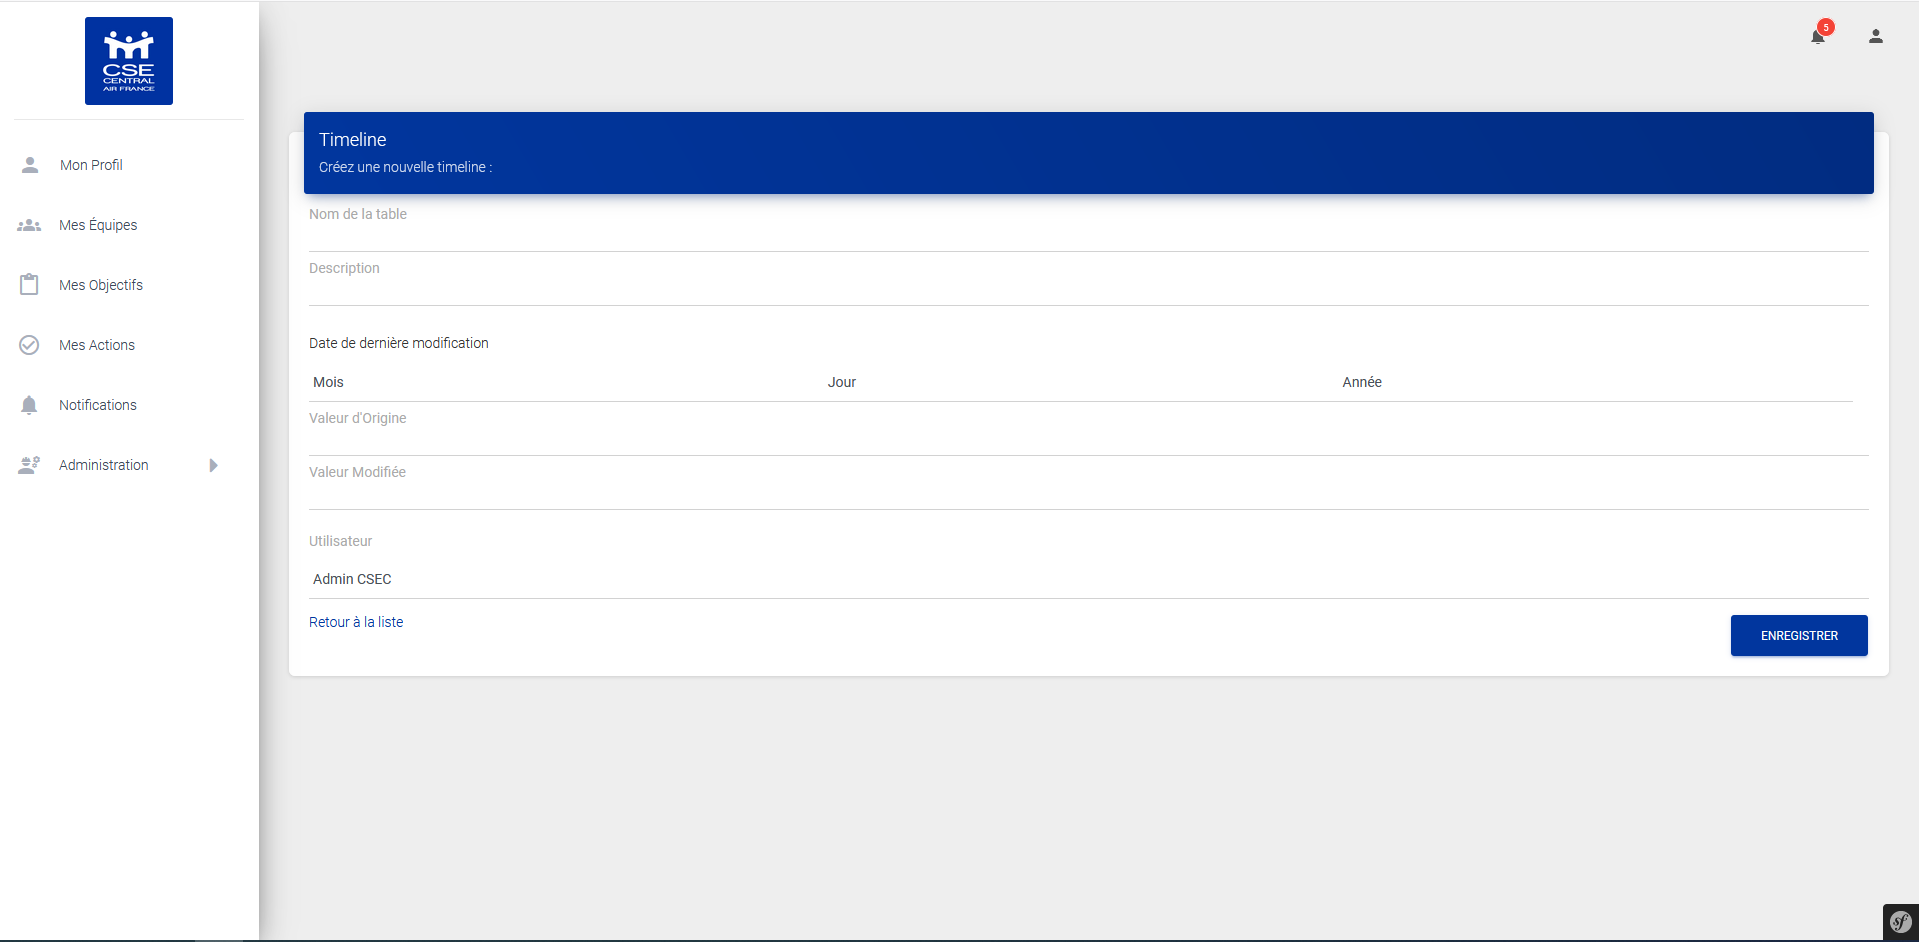 CSE
CENTRAL
AIR FRANCE
Mon Profil
Mes Équipes
Mes Objectifs
Mes Actions
Notifications
Administration
5
Timeline
Créez une nouvelle timeline :
Nom de la table
Description
Date de dernière modification
Mois Jour Année
Valeur d'Origine
Valeur Modifiée
Utilisateur
Admin CSEC
Retour à la liste
ENREGISTRER
sf